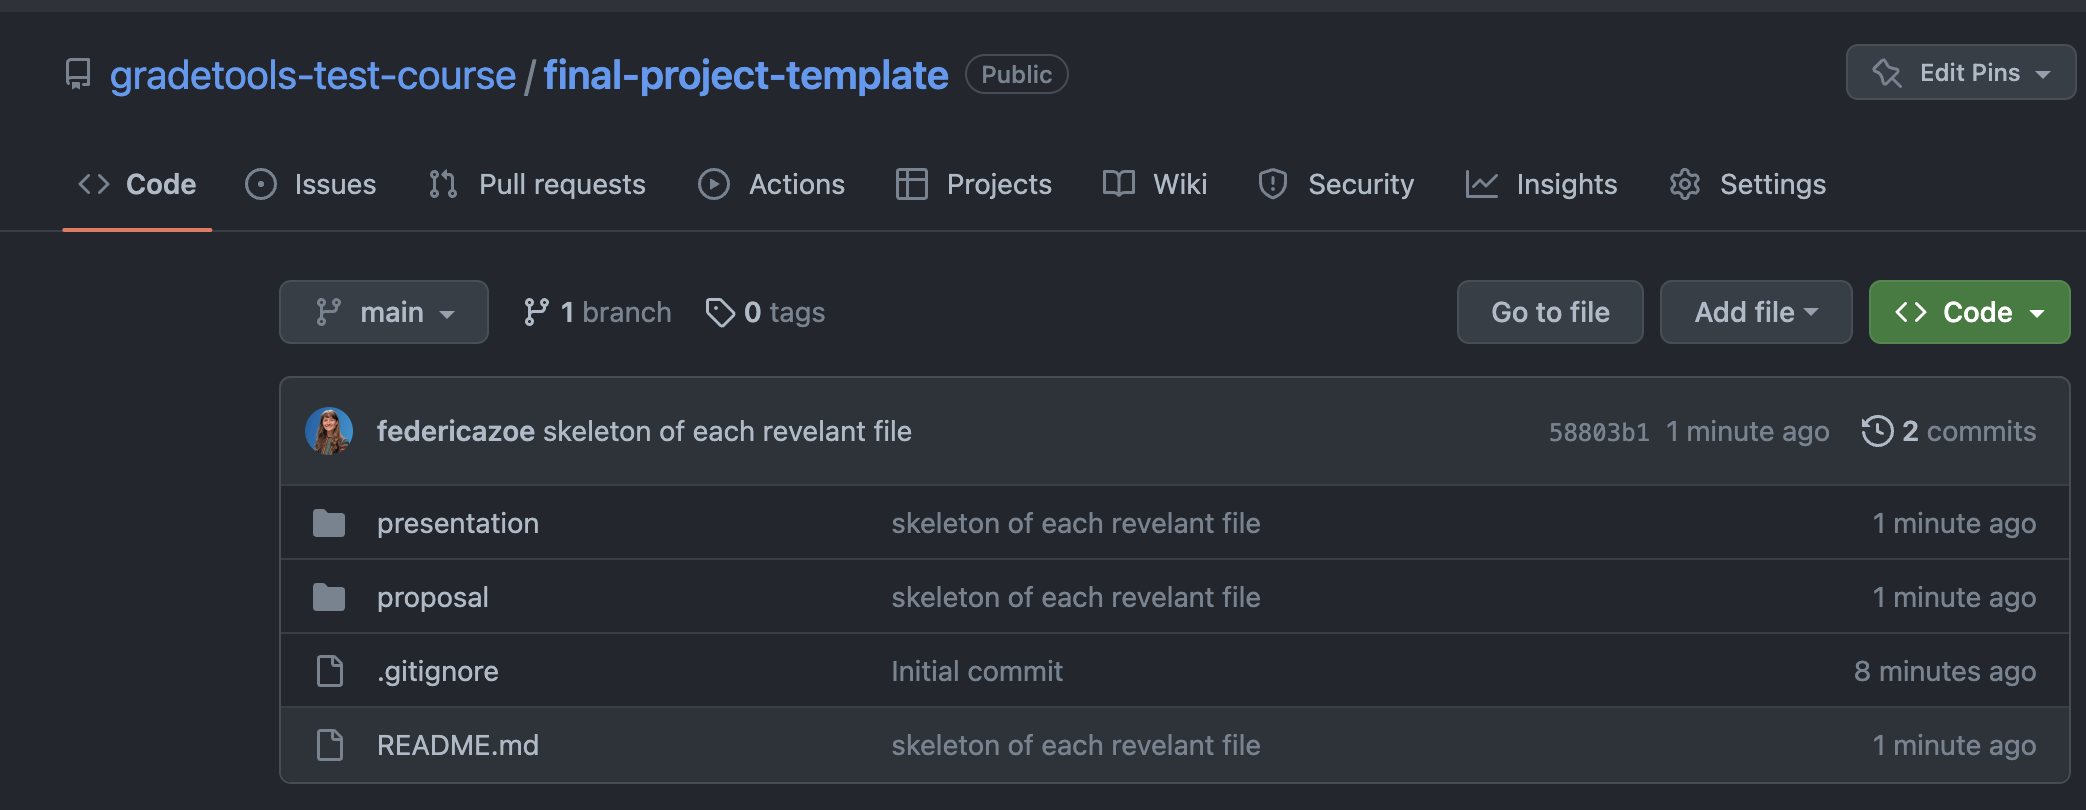 gradetools-test-course / final-project-template Public Edit Pins
Code Issues Pull requests Actions Projects Wiki Security Insights Settings
main 1 branch 0 tags Go to file Add file Code
federicazoe skeleton of each revelant file 58803b1 1 minute ago 2 commits
presentation skeleton of each revelant file 1 minute ago
proposal skeleton of each revelant file 1 minute ago
.gitignore Initial commit 8 minutes ago
README.md skeleton of each revelant file 1 minute ago